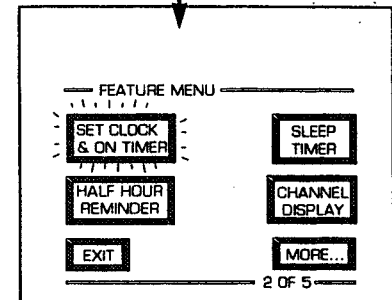 FEATURE MENU
SET CLOCK
& ON TIMER
SLEEP
TIMER
HALF HOUR
REMINDER
CHANNEL
DISPLAY
EXIT
MORE...
2 OF 5